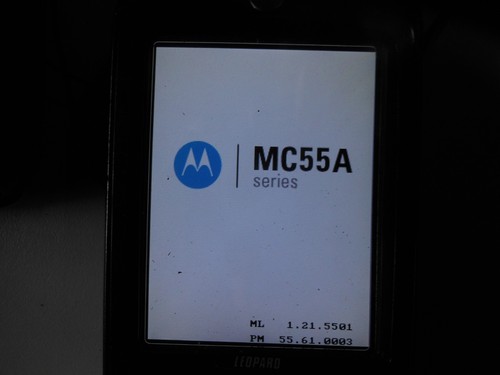 MC55A
series
ML 1.21.5501
PM 55.61.0003
LEOPARD